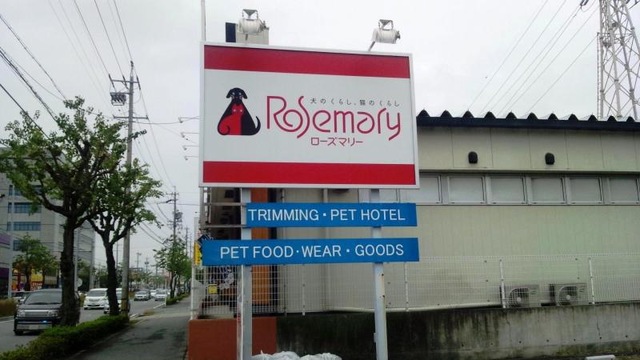 犬のくらし、猫のくらし
Rosemary
ローズマリー
TRIMMING・PET HOTEL
PET FOOD・WEAR・GOODS